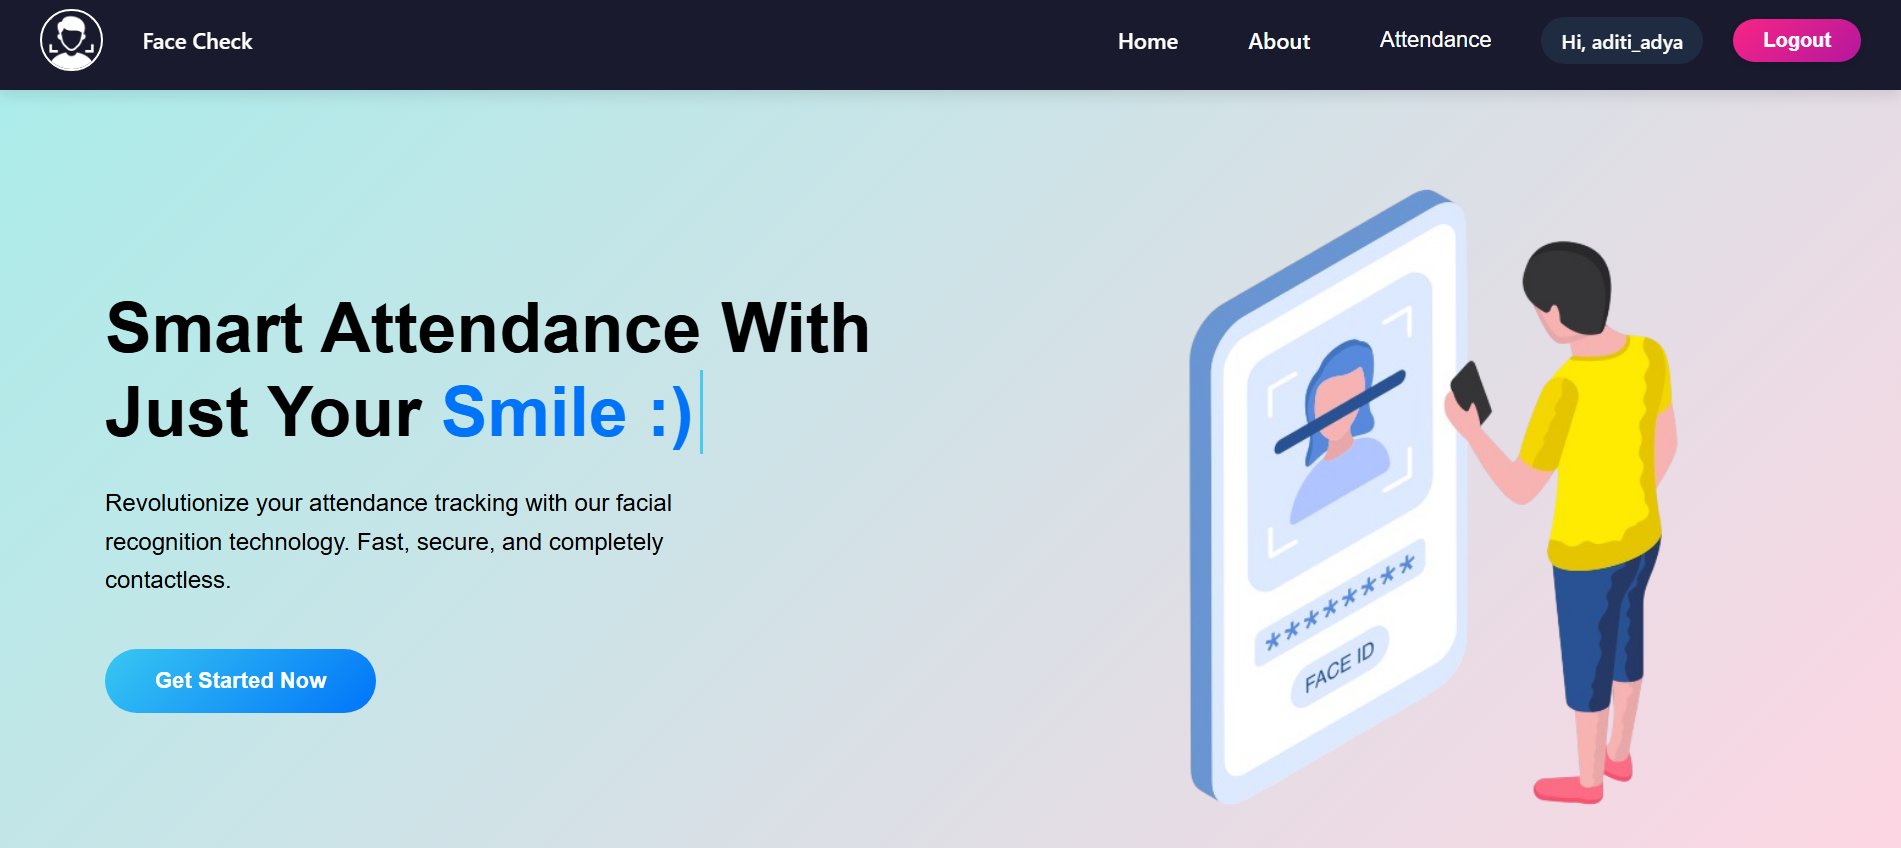 Face Check
Home
About
Attendance
Hi, aditi_adya
Logout
Smart Attendance With
Just Your Smile :)
Revolutionize your attendance tracking with our facial
recognition technology. Fast, secure, and completely
contactless.
Get Started Now
********
FACE ID